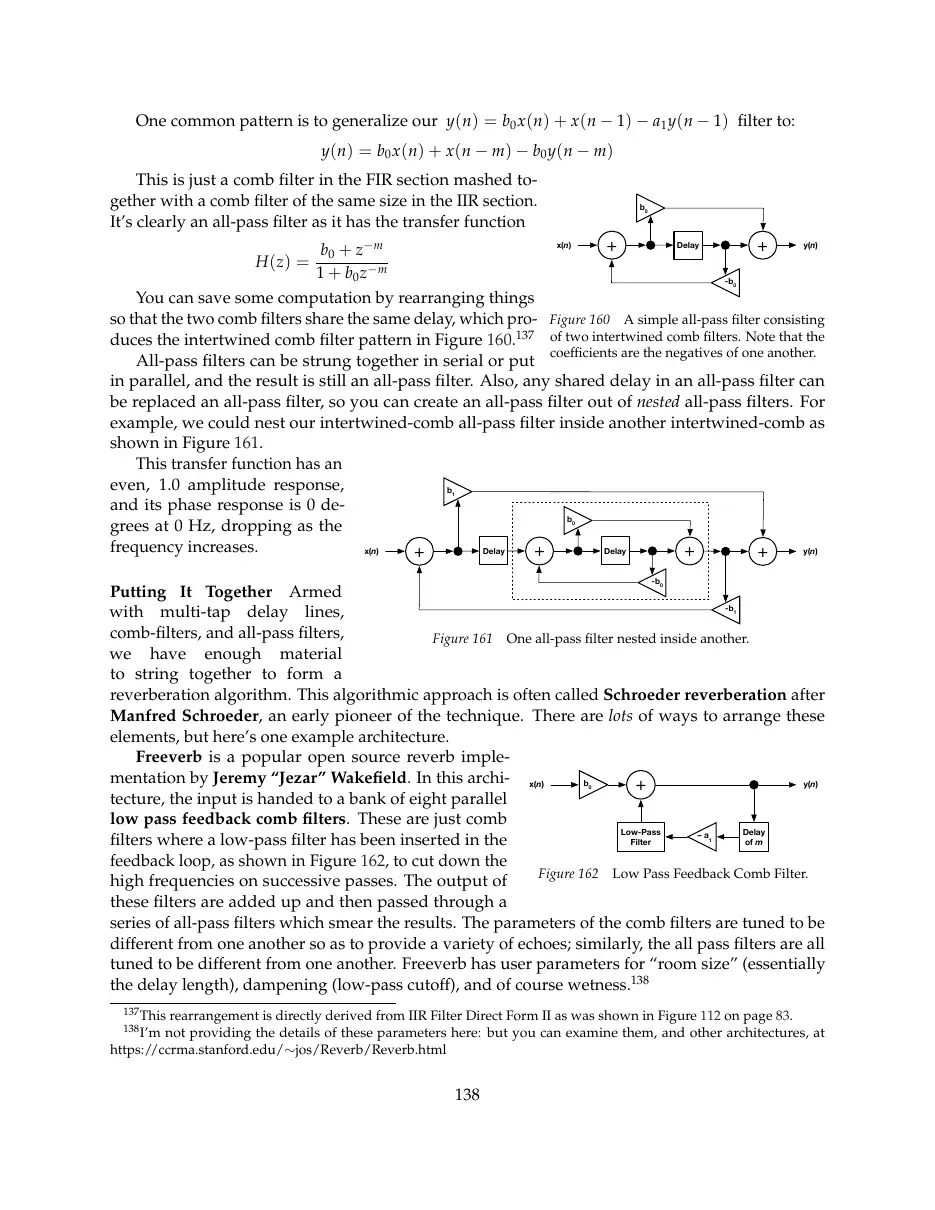 One common pattern is to generalize our y(n) = b₀x(n) + x(n − 1) − a₁y(n − 1) filter to:
y(n) = b₀x(n) + x(n − m) − b₀y(n − m)
This is just a comb filter in the FIR section mashed to-
gether with a comb filter of the same size in the IIR section.
It's clearly an all-pass filter as it has the transfer function
H(z) = b₀ + z⁻ᵐ / 1 + b₀z⁻ᵐ
You can save some computation by rearranging things
so that the two comb filters share the same delay, which pro-
duces the intertwined comb filter pattern in Figure 160.¹³⁷
b₀
x(n)
+
Delay
+
y(n)
-b₀
Figure 160 A simple all-pass filter consisting
of two intertwined comb filters. Note that the
coefficients are the negatives of one another.
All-pass filters can be strung together in serial or put
in parallel, and the result is still an all-pass filter. Also, any shared delay in an all-pass filter can
be replaced an all-pass filter, so you can create an all-pass filter out of nested all-pass filters. For
example, we could nest our intertwined-comb all-pass filter inside another intertwined-comb as
shown in Figure 161.
This transfer function has an
even, 1.0 amplitude response,
and its phase response is 0 de-
grees at 0 Hz, dropping as the
frequency increases.
b₁
b₀
x(n)
+
Delay
+
Delay
+
+
y(n)
-b₀
-b₁
Figure 161 One all-pass filter nested inside another.
Putting It Together Armed
with multi-tap delay lines,
comb-filters, and all-pass filters,
we have enough material
to string together to form a
reverberation algorithm. This algorithmic approach is often called Schroeder reverberation after
Manfred Schroeder, an early pioneer of the technique. There are lots of ways to arrange these
elements, but here's one example architecture.
Freeverb is a popular open source reverb imple-
mentation by Jeremy “Jezar” Wakefield. In this archi-
tecture, the input is handed to a bank of eight parallel
low pass feedback comb filters. These are just comb
filters where a low-pass filter has been inserted in the
feedback loop, as shown in Figure 162, to cut down the
high frequencies on successive passes. The output of
these filters are added up and then passed through a
x(n)
b₀
+
y(n)
Low-Pass
Filter
− a₁
Delay
of m
Figure 162 Low Pass Feedback Comb Filter.
series of all-pass filters which smear the results. The parameters of the comb filters are tuned to be
different from one another so as to provide a variety of echoes; similarly, the all pass filters are all
tuned to be different from one another. Freeverb has user parameters for “room size” (essentially
the delay length), dampening (low-pass cutoff), and of course wetness.¹³⁸
¹³⁷This rearrangement is directly derived from IIR Filter Direct Form II as was shown in Figure 112 on page 83.
¹³⁸I'm not providing the details of these parameters here: but you can examine them, and other architectures, at
https://ccrma.stanford.edu/∼jos/Reverb/Reverb.html
138